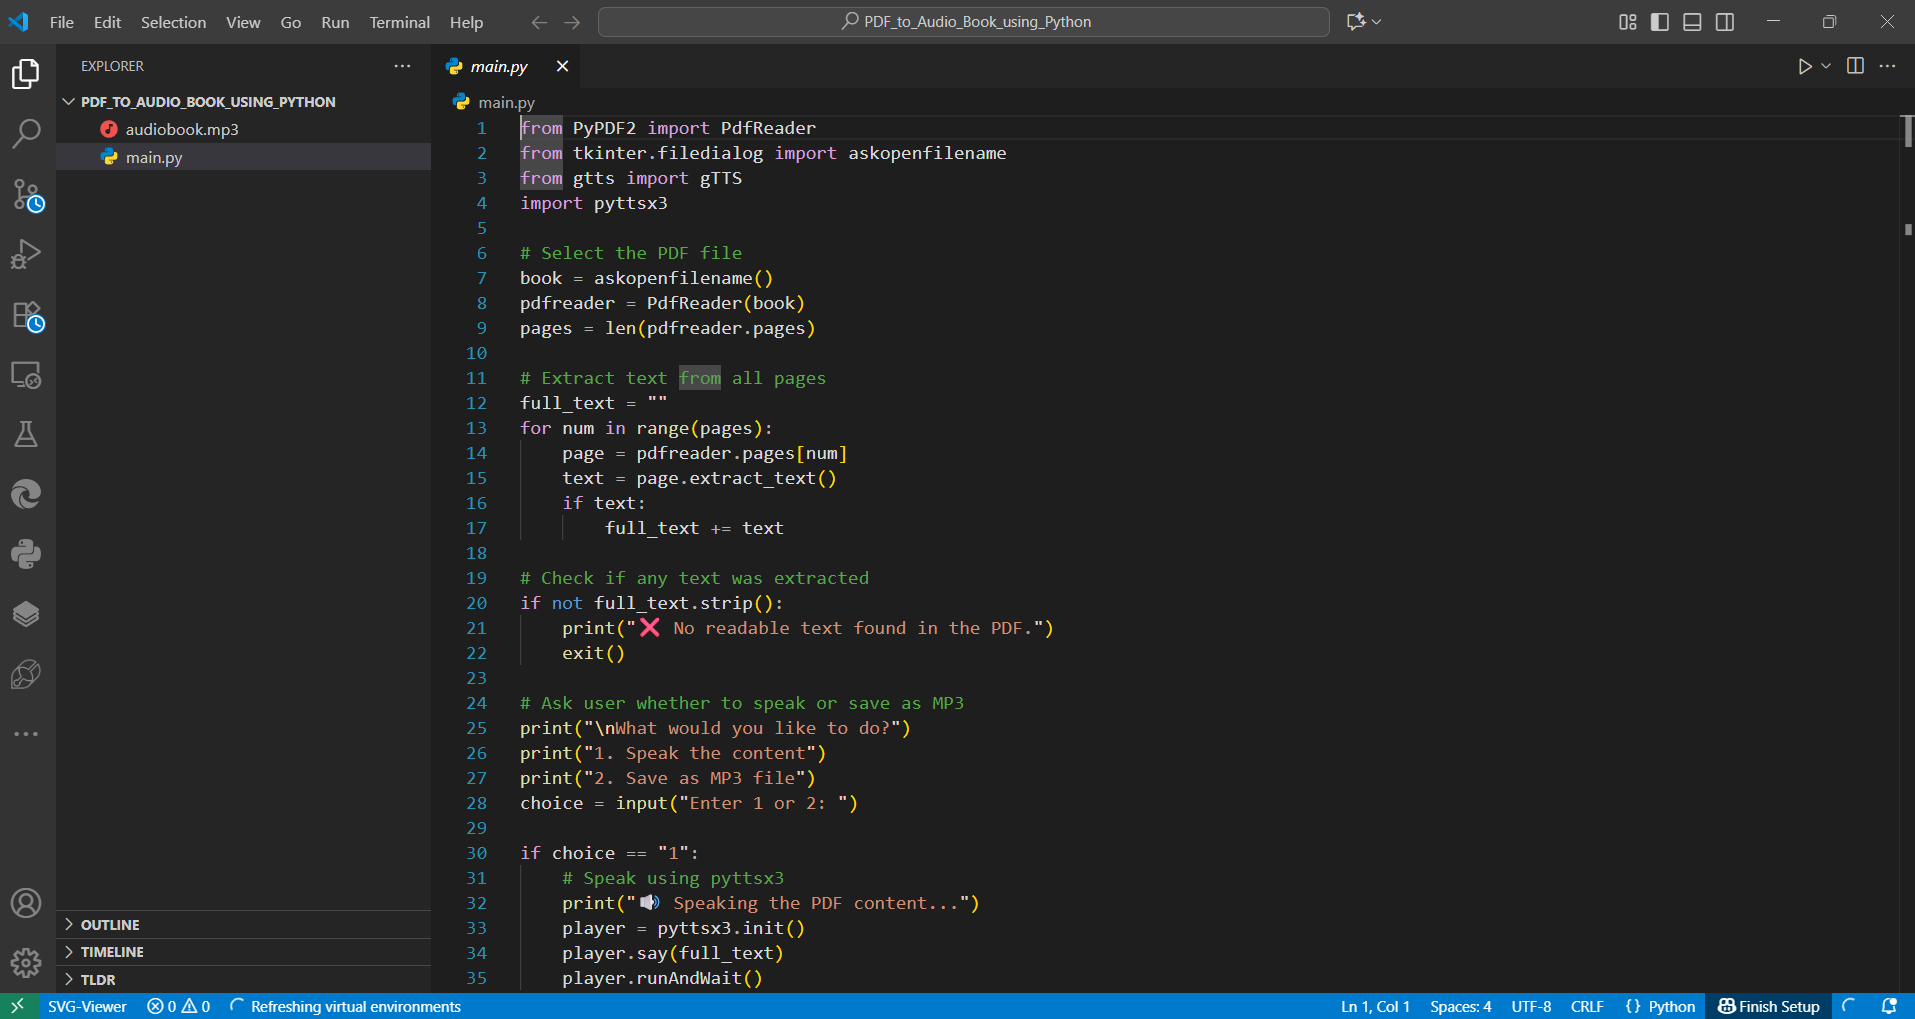 File Edit Selection View Go Run Terminal Help
PDF_to_Audio_Book_using_Python
EXPLORER
PDF_TO_AUDIO_BOOK_USING_PYTHON
audiobook.mp3
main.py
OUTLINE
TIMELINE
TLDR
main.py
main.py
1 from PyPDF2 import PdfReader
2 from tkinter.filedialog import askopenfilename
3 from gtts import gTTS
4 import pyttsx3
5
6 # Select the PDF file
7 book = askopenfilename()
8 pdfreader = PdfReader(book)
9 pages = len(pdfreader.pages)
10
11 # Extract text from all pages
12 full_text = ""
13 for num in range(pages):
14     page = pdfreader.pages[num]
15     text = page.extract_text()
16     if text:
17         full_text += text
18
19 # Check if any text was extracted
20 if not full_text.strip():
21     print("❌ No readable text found in the PDF.")
22     exit()
23
24 # Ask user whether to speak or save as MP3
25 print("\nWhat would you like to do?")
26 print("1. Speak the content")
27 print("2. Save as MP3 file")
28 choice = input("Enter 1 or 2: ")
29
30 if choice == "1":
31     # Speak using pyttsx3
32     print("🔊 Speaking the PDF content...")
33     player = pyttsx3.init()
34     player.say(full_text)
35     player.runAndWait()
SVG-Viewer 0 0 Refreshing virtual environments Ln 1, Col 1 Spaces: 4 UTF-8 CRLF {} Python Finish Setup